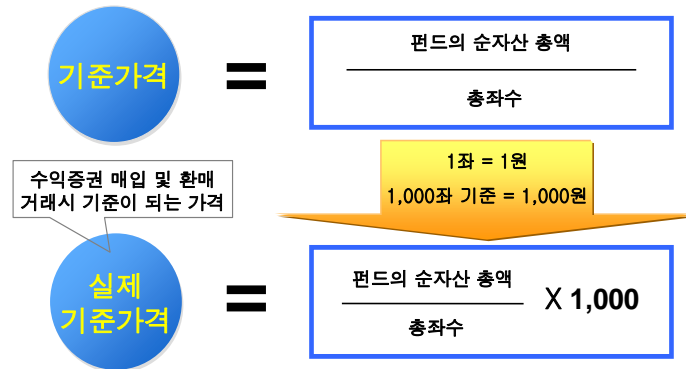 기준가격
=
펀드의 순자산 총액
총좌수
1좌 = 1원
1,000좌 기준 = 1,000원
수익증권 매입 및 환매
거래시 기준이 되는 가격
실제
기준가격
=
펀드의 순자산 총액
총좌수
X 1,000